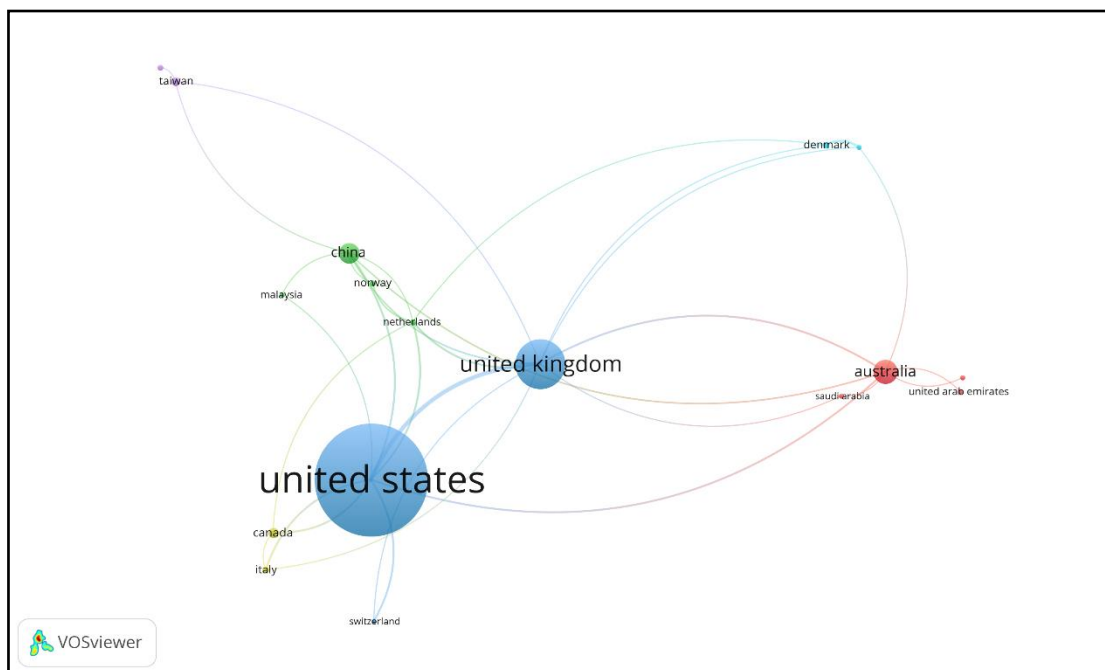 taiwan
denmark
china
norway
malaysia
netherlands
united kingdom
australia
united arab emirates
saudi arabia
united states
canada
italy
switzerland
VOSviewer